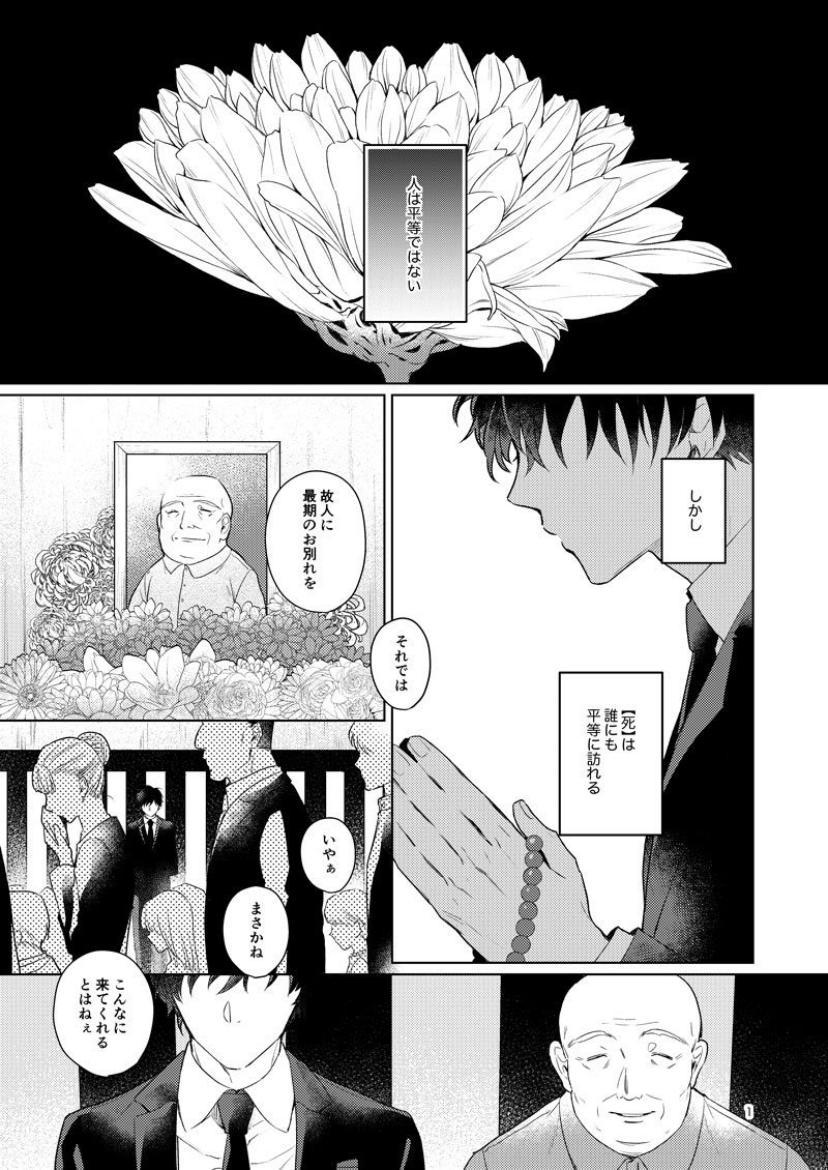 人は平等ではない
しかし
【死】は
誰にも
平等に訪れる
それでは
故人に
最期のお別れを
いやぁ
まさかね
こんなに
来てくれる
とはねぇ
1